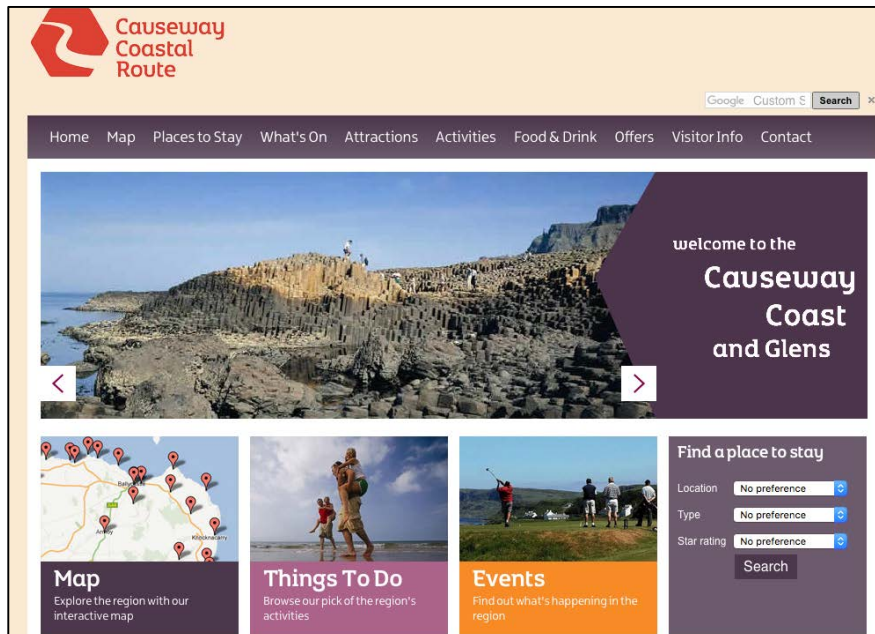 Causeway
Coastal
Route
Google Custom S Search ×
Home Map Places to Stay What's On Attractions Activities Food & Drink Offers Visitor Info Contact
welcome to the
Causeway
Coast
and Glens
Find a place to stay
Location No preference
Type No preference
Star rating No preference
Search
Knocknacarry
Map
Explore the region with our
interactive map
Things To Do
Browse our pick of the region's
activities
Events
Find out what's happening in the
region